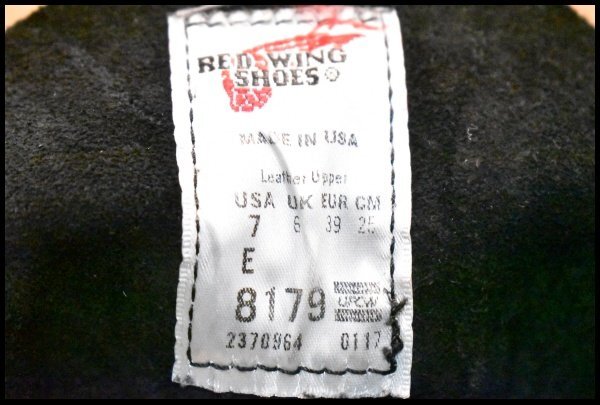 RED WING
SHOES®
MADE IN USA
Leather Upper
USA UK EUR CM
7 6 39 25
E
8179
UFCW
2370964 0117